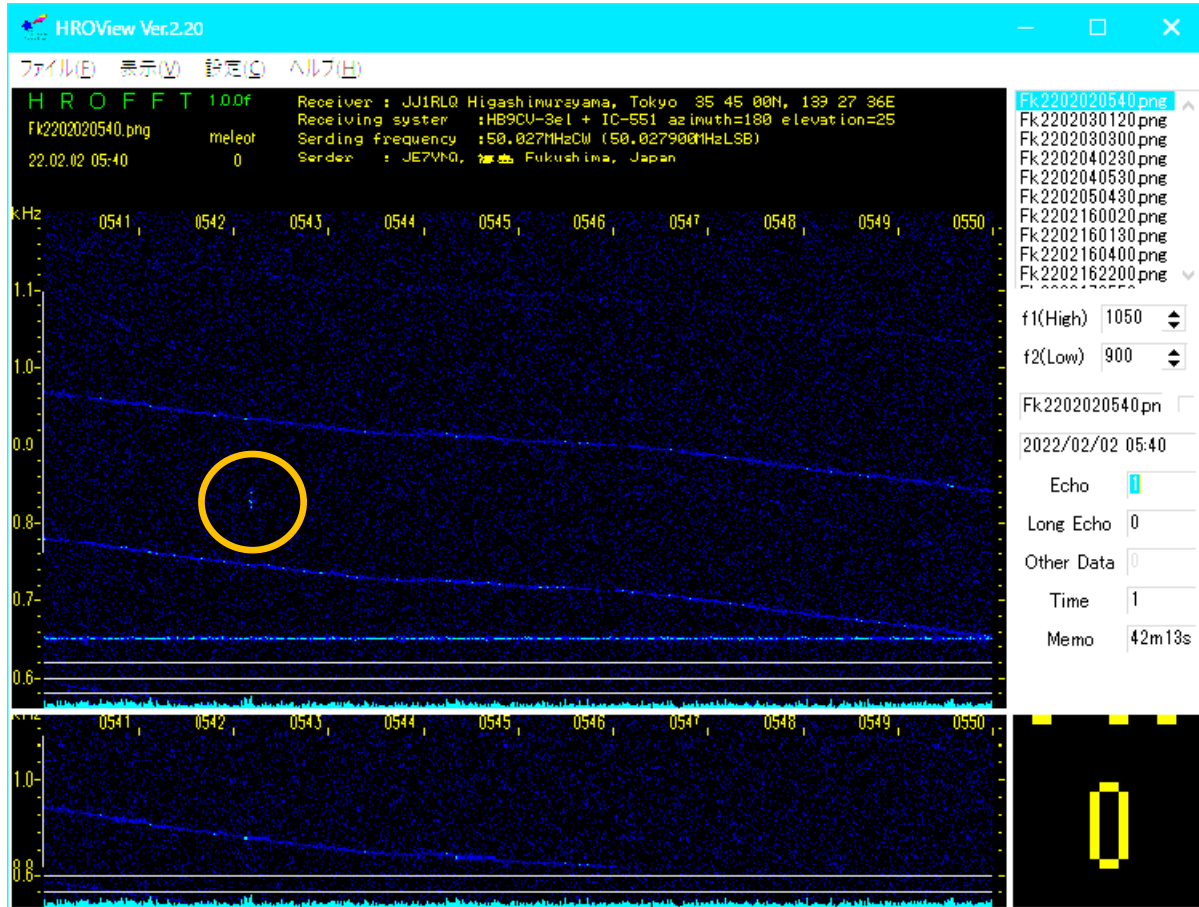 HROView Ver.2.20
ファイル(F) 表示(V) 設定(C) ヘルプ(H)
H R O F F T 1.0.0f
Fk2202020540.png
meleor
22.02.02 05:40
0
Receiver : JJ1RLQ Higashimurayama, Tokyo 35 45 00N, 139 27 36E
Receiving system :HB9CV-3el + IC-551 azimuth=180 elevation=25
Serding frequency :50.027MHzCW (50.027900MHzLSB)
Serder : JE7YNQ, Fukushima, Japan
kHz 0541 0542 0543 0544 0545 0546 0547 0548 0549 0550
1.1
1.0
0.9
0.8
0.7
0.6
kHz 0541 0542 0543 0544 0545 0546 0547 0548 0549 0550
1.0
Fk2202020540.png
Fk2202030120.png
Fk2202030300.png
Fk2202040230.png
Fk2202040530.png
Fk2202050430.png
Fk2202160020.png
Fk2202160130.png
Fk2202160400.png
Fk2202162200.png
f1(High) 1050
f2(Low) 900
Fk2202020540.pn
2022/02/02 05:40
Echo 1
Long Echo 0
Other Data 0
Time 1
Memo 42m13s
0